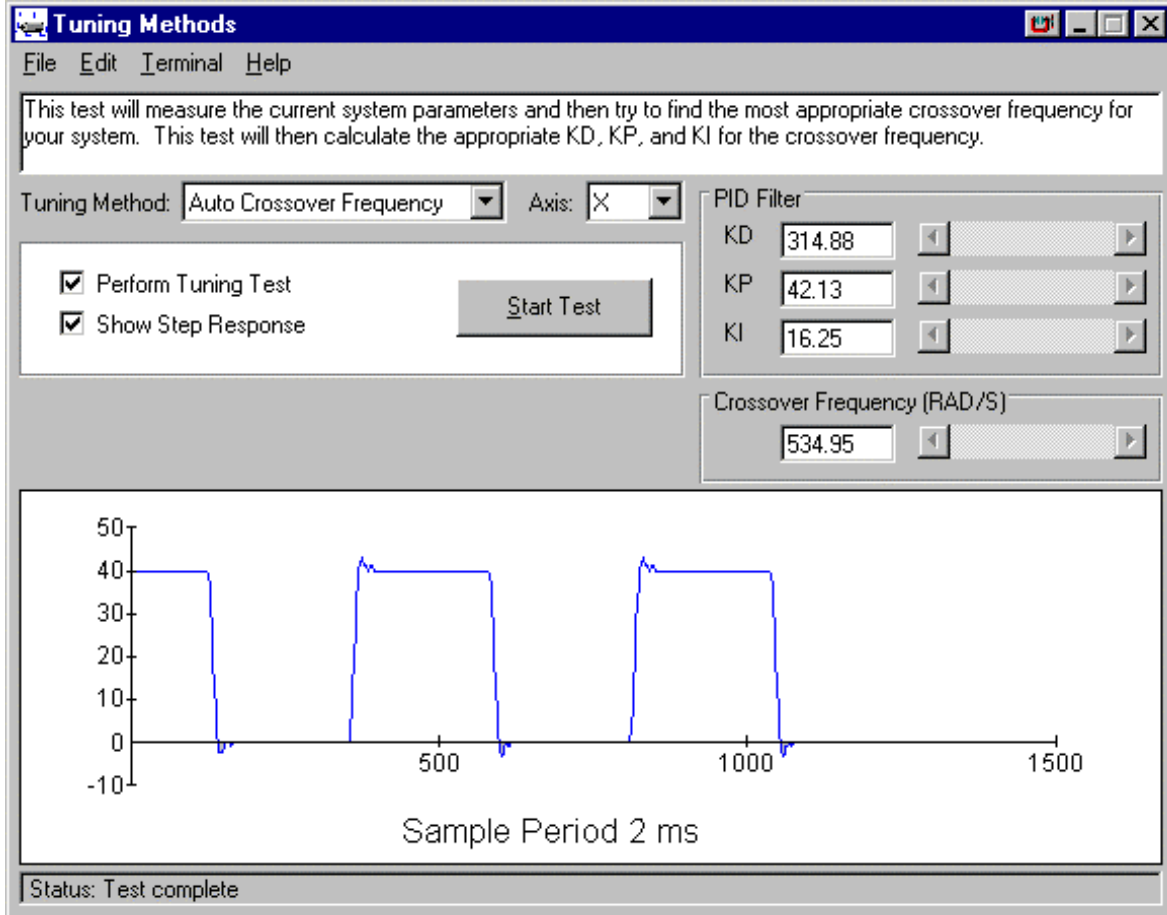 Tuning Methods
File Edit Terminal Help
This test will measure the current system parameters and then try to find the most appropriate crossover frequency for
your system. This test will then calculate the appropriate KD, KP, and KI for the crossover frequency.
Tuning Method: Auto Crossover Frequency Axis: X
PID Filter
KD 314.88
KP 42.13
KI 16.25
Perform Tuning Test
Show Step Response
Start Test
Crossover Frequency (RAD/S)
534.95
50
40
30
20
10
0
-10
500 1000 1500
Sample Period 2 ms
Status: Test complete